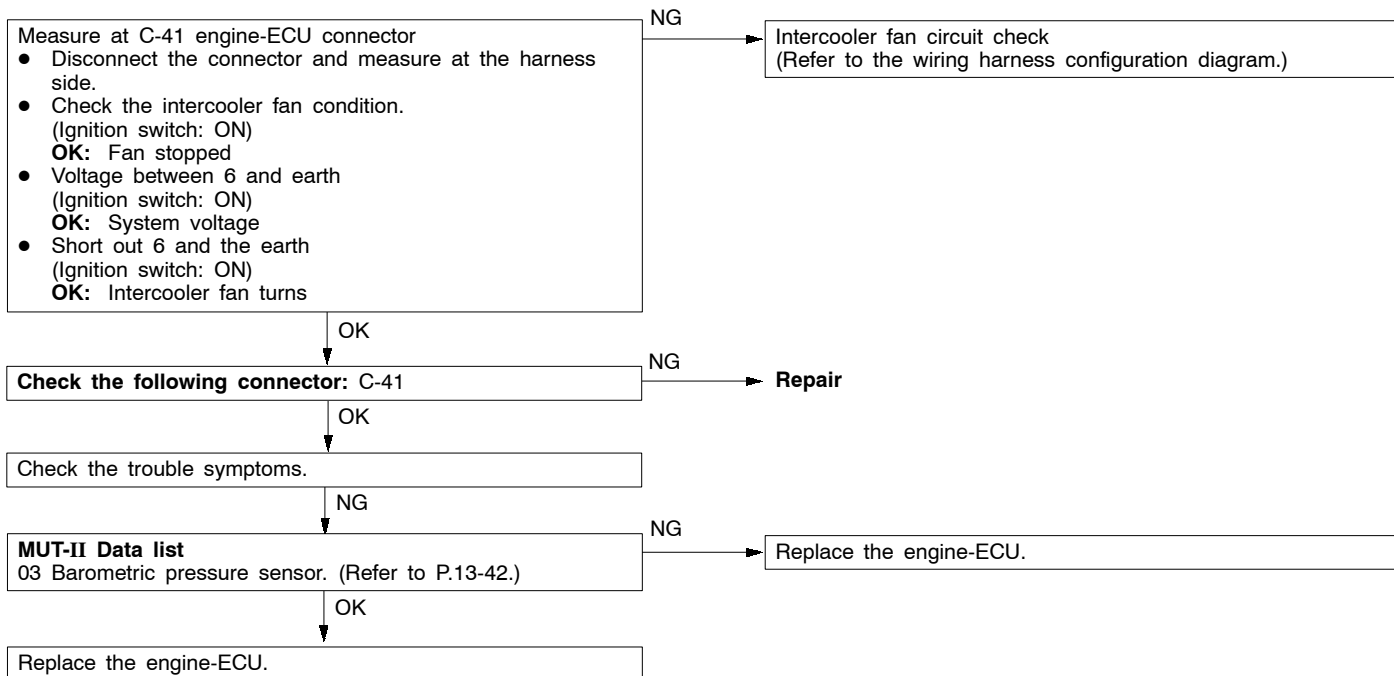 NG
Measure at C-41 engine-ECU connector
● Disconnect the connector and measure at the harness
side.
● Check the intercooler fan condition.
(Ignition switch: ON)
OK: Fan stopped
● Voltage between 6 and earth
(Ignition switch: ON)
OK: System voltage
● Short out 6 and the earth
(Ignition switch: ON)
OK: Intercooler fan turns
Intercooler fan circuit check
(Refer to the wiring harness configuration diagram.)
OK
NG
Check the following connector: C-41
Repair
OK
Check the trouble symptoms.
NG
NG
MUT-II Data list
03 Barometric pressure sensor. (Refer to P.13-42.)
Replace the engine-ECU.
OK
Replace the engine-ECU.